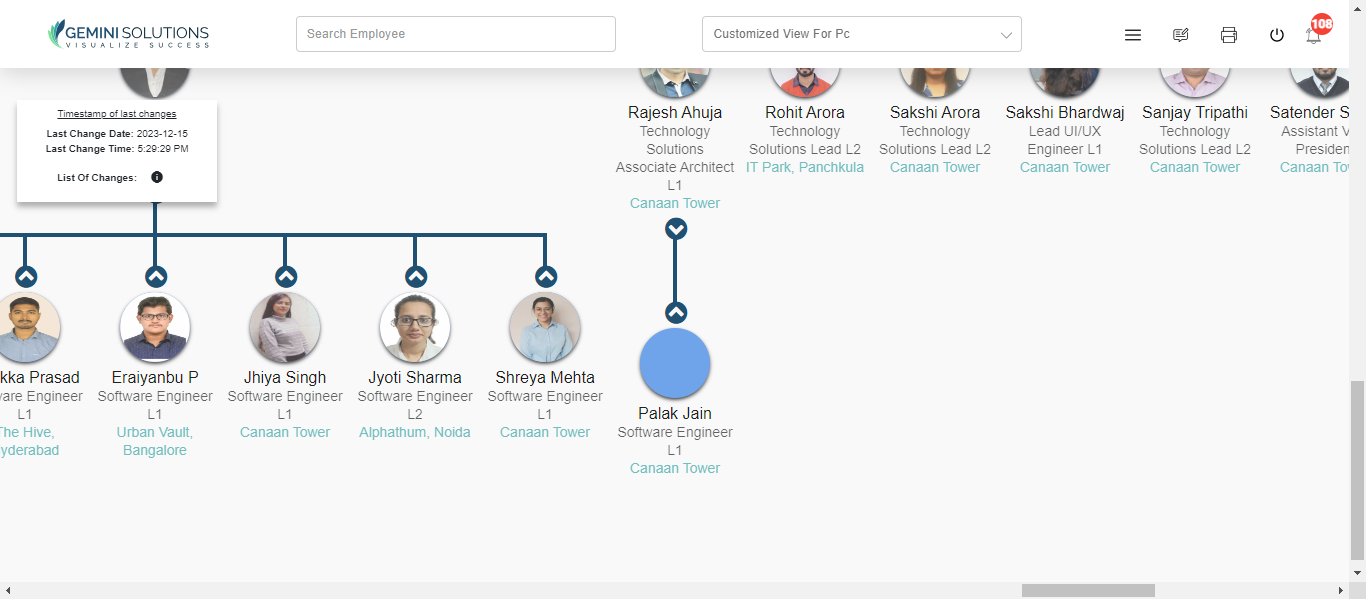 GEMINI SOLUTIONS
VISUALIZE SUCCESS
Search Employee
Customized View For Pc
108
Timestamp of last changes
Last Change Date: 2023-12-15
Last Change Time: 5:29:29 PM
List Of Changes:
Rajesh Ahuja
Technology
Solutions
Associate Architect
L1
Canaan Tower
Rohit Arora
Technology
Solutions Lead L2
IT Park, Panchkula
Sakshi Arora
Technology
Solutions Lead L2
Canaan Tower
Sakshi Bhardwaj
Lead UI/UX
Engineer L1
Canaan Tower
Sanjay Tripathi
Technology
Solutions Lead L2
Canaan Tower
Satender S
Assistant V
Presiden
Canaan To
kka Prasad
vare Engineer
L1
The Hive,
yderabad
Eraiyanbu P
Software Engineer
L1
Urban Vault,
Bangalore
Jhiya Singh
Software Engineer
L1
Canaan Tower
Jyoti Sharma
Software Engineer
L2
Alphathum, Noida
Shreya Mehta
Software Engineer
L1
Canaan Tower
Palak Jain
Software Engineer
L1
Canaan Tower